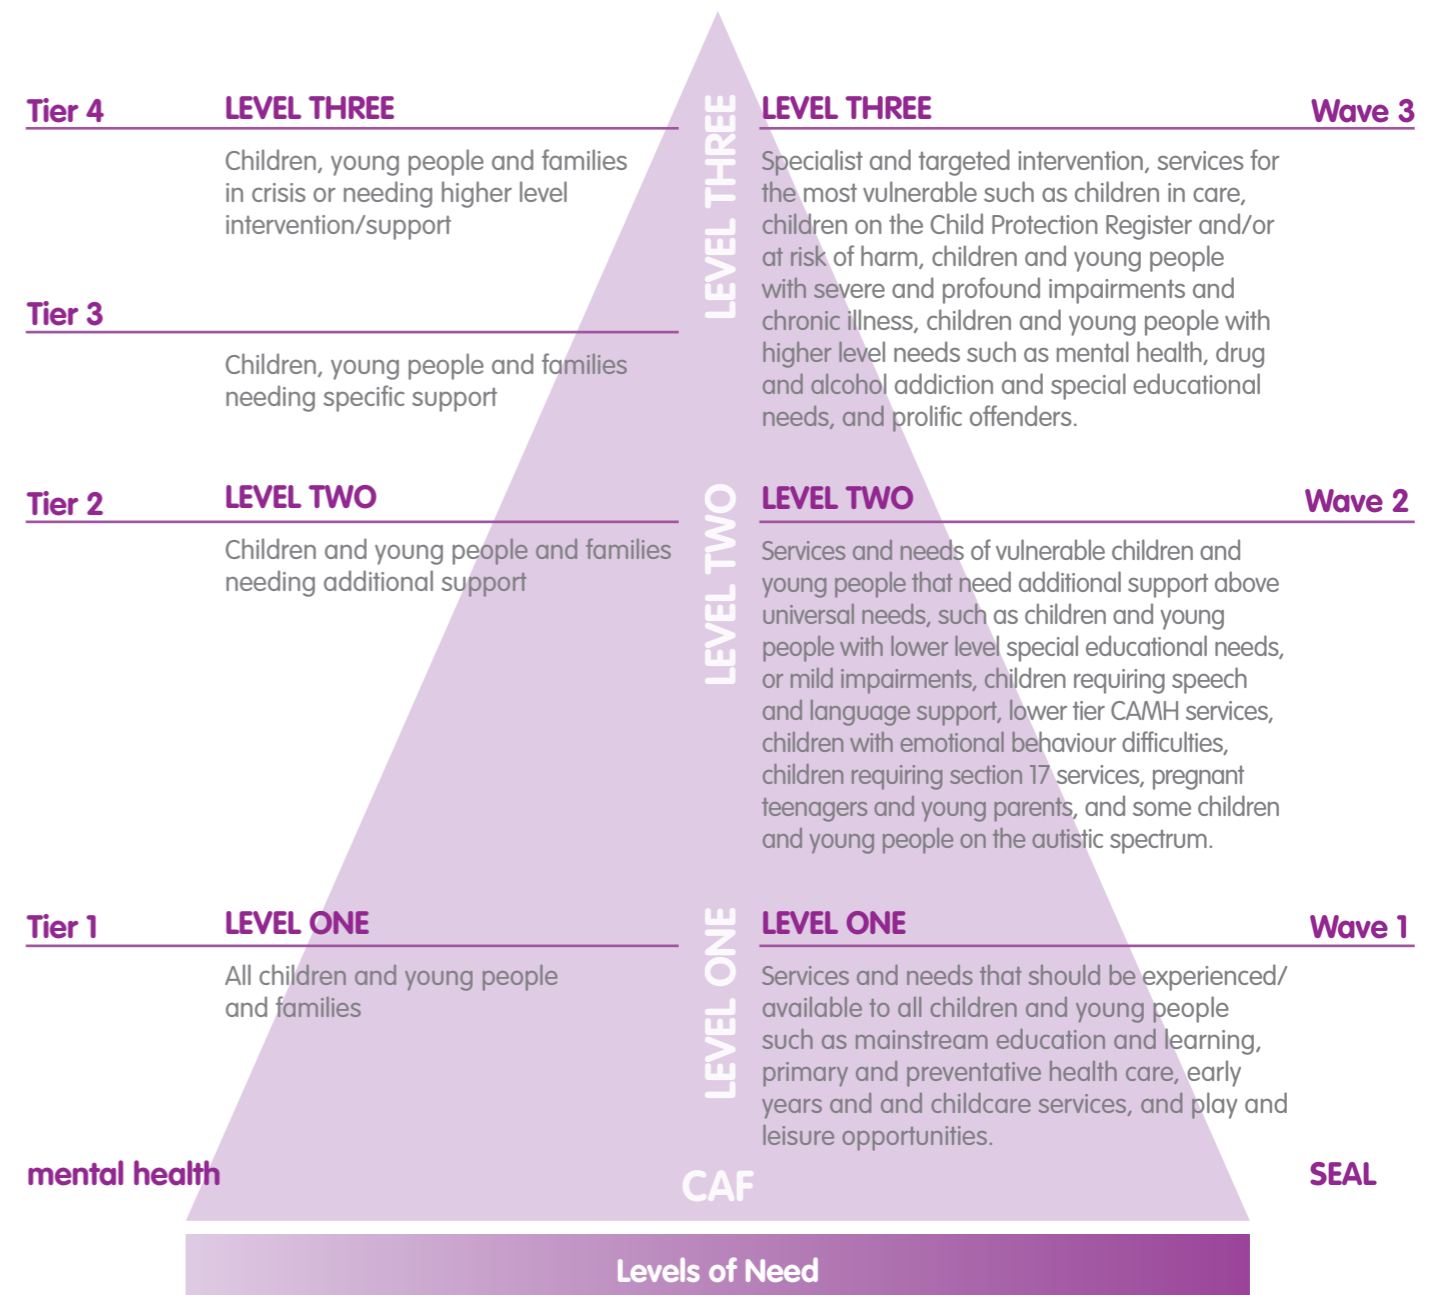 Tier 4
LEVEL THREE
Children, young people and families
in crisis or needing higher level
intervention/support
Tier 3
Children, young people and families
needing specific support
Tier 2
LEVEL TWO
Children and young people and families
needing additional support
Tier 1
LEVEL ONE
All children and young people
and families
mental health
LEVEL THREE
LEVEL TWO
LEVEL ONE
CAF
LEVEL THREE
Wave 3
Specialist and targeted intervention, services for
the most vulnerable such as children in care,
children on the Child Protection Register and/or
at risk of harm, children and young people
with severe and profound impairments and
chronic illness, children and young people with
higher level needs such as mental health, drug
and alcohol addiction and special educational
needs, and prolific offenders.
LEVEL TWO
Wave 2
Services and needs of vulnerable children and
young people that need additional support above
universal needs, such as children and young
people with lower level special educational needs,
or mild impairments, children requiring speech
and language support, lower tier CAMH services,
children with emotional behaviour difficulties,
children requiring section 17 services, pregnant
teenagers and young parents, and some children
and young people on the autistic spectrum.
LEVEL ONE
Wave 1
Services and needs that should be experienced/
available to all children and young people
such as mainstream education and learning,
primary and preventative health care, early
years and and childcare services, and play and
leisure opportunities.
SEAL
Levels of Need